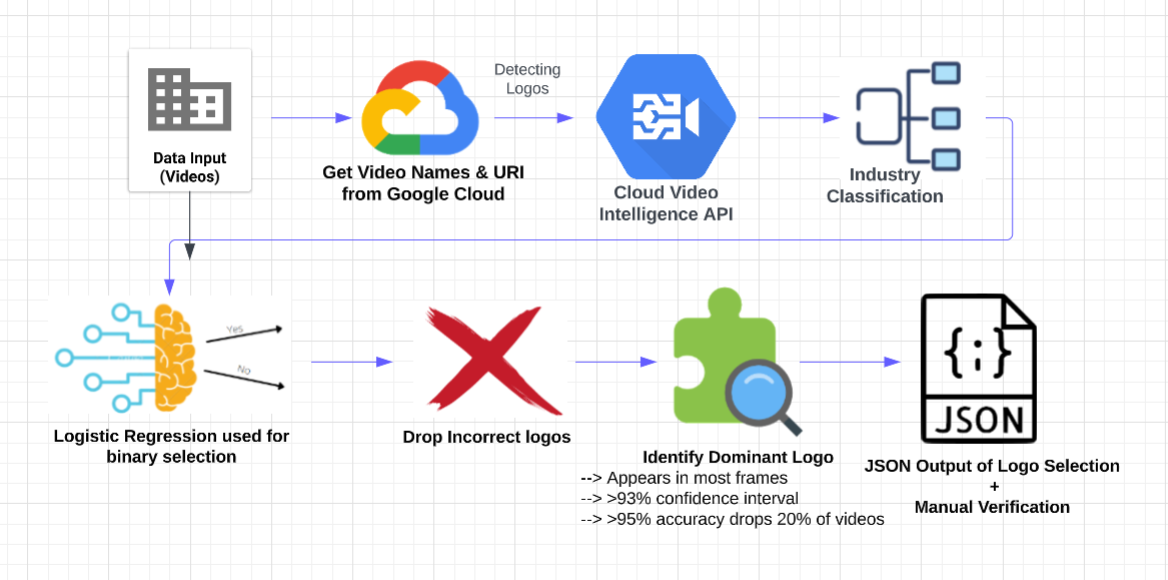 Data Input
(Videos)
Get Video Names & URI
from Google Cloud
Detecting
Logos
Cloud Video
Intelligence API
Industry
Classification
Yes
No
Logistic Regression used for
binary selection
Drop Incorrect logos
Identify Dominant Logo
--> Appears in most frames
--> >93% confidence interval
--> >95% accuracy drops 20% of videos
{;}
JSON
JSON Output of Logo Selection
+
Manual Verification